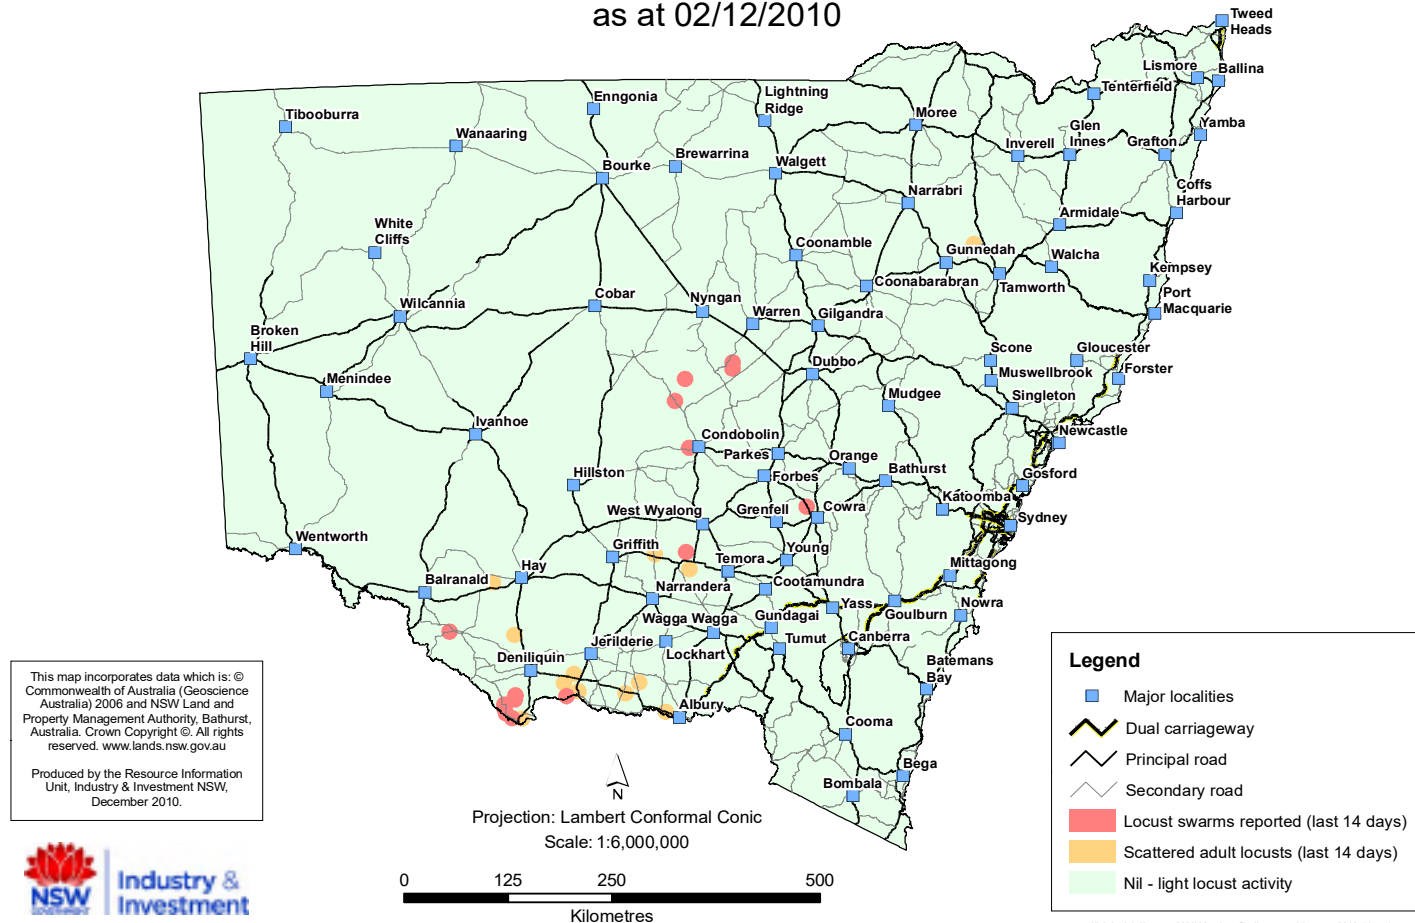 as at 02/12/2010
Tweed
Heads
Lismore
Ballina
Tenterfield
Enngonia
Lightning
Ridge
Tibooburra
Moree
Yamba
Wanaaring
Glen
Innes
Inverell
Grafton
Brewarrina
Bourke
Walgett
Coffs
Harbour
Narrabri
Armidale
White
Cliffs
Coonamble
Gunnedah
Walcha
Kempsey
Coonabarabran
Tamworth
Port
Macquarie
Wilcannia
Cobar
Nyngan
Warren
Gilgandra
Broken
Hill
Scone
Gloucester
Dubbo
Muswellbrook
Forster
Menindee
Mudgee
Singleton
Ivanhoe
Condobolin
Newcastle
Parkes
Orange
Hillston
Forbes
Bathurst
Gosford
Katoomba
West Wyalong
Grenfell
Cowra
Sydney
Wentworth
Griffith
Temora
Young
Mittagong
Balranald
Hay
Narrandera
Cootamundra
Yass
Goulburn
Nowra
Wagga Wagga
Gundagai
Jerilderie
Tumut
Canberra
Lockhart
Deniliquin
Batemans
Bay
Albury
Cooma
Bega
Bombala
This map incorporates data which is: ©
Commonwealth of Australia (Geoscience
Australia) 2006 and NSW Land and
Property Management Authority, Bathurst,
Australia. Crown Copyright ©. All rights
reserved. www.lands.nsw.gov.au
Produced by the Resource Information
Unit, Industry & Investment NSW,
December 2010.
N
Projection: Lambert Conformal Conic
Scale: 1:6,000,000
0 125 250 500
Kilometres
NSW
GOVERNMENT
Industry &
Investment
Legend
Major localities
Dual carriageway
Principal road
Secondary road
Locust swarms reported (last 14 days)
Scattered adult locusts (last 14 days)
Nil - light locust activity